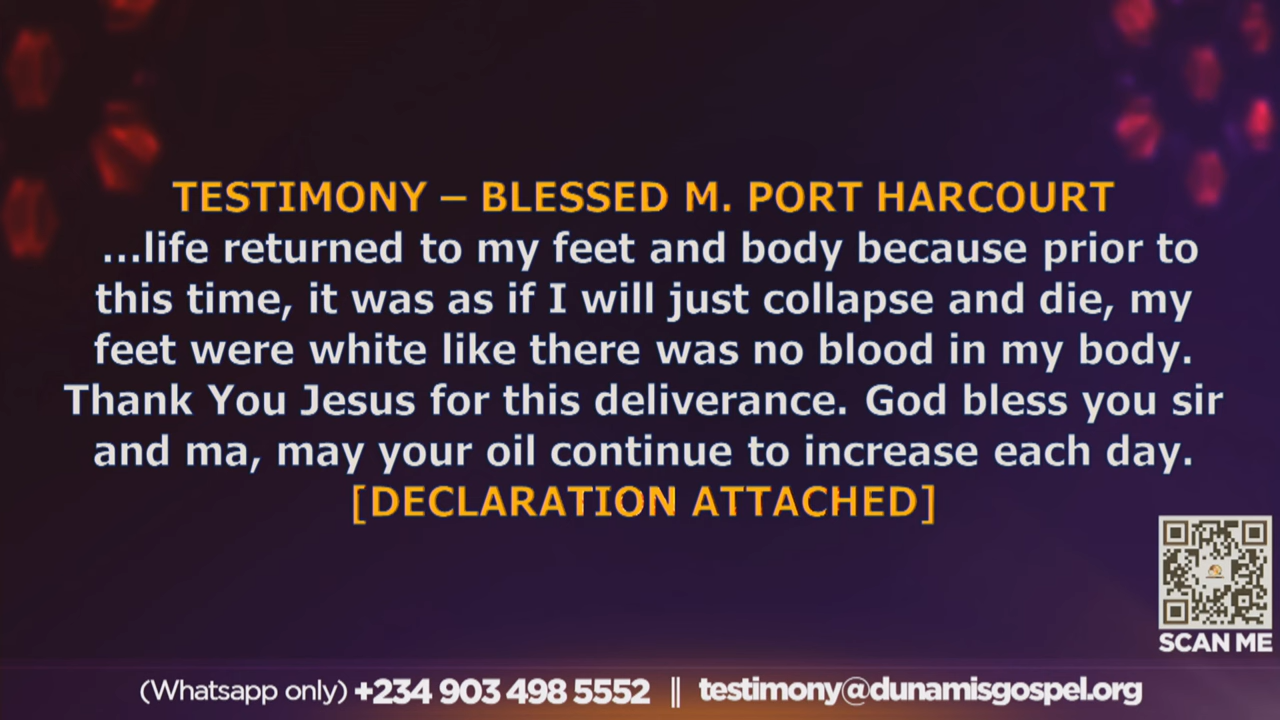 TESTIMONY – BLESSED M. PORT HARCOURT
...life returned to my feet and body because prior to
this time, it was as if I will just collapse and die, my
feet were white like there was no blood in my body.
Thank You Jesus for this deliverance. God bless you sir
and ma, may your oil continue to increase each day.
[DECLARATION ATTACHED]
SCAN ME
(Whatsapp only) +234 903 498 5552 || testimony@dunamisgospel.org